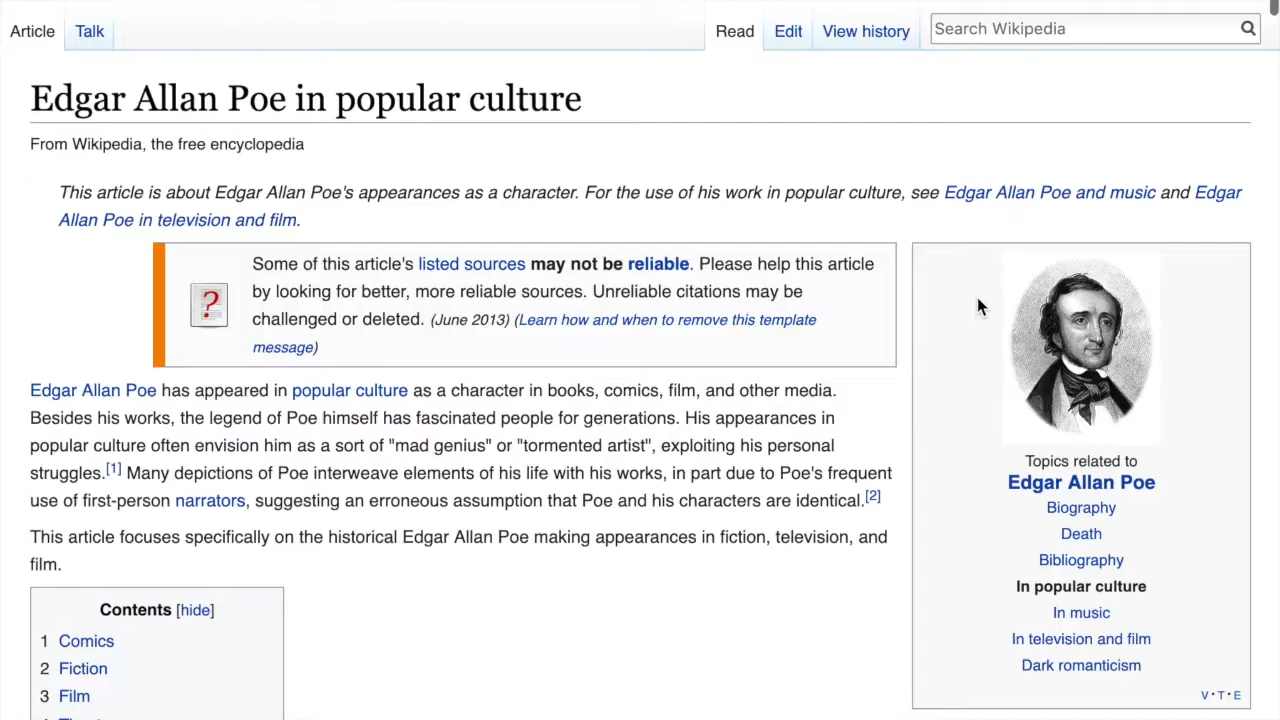 Article
Talk
Read
Edit
View history
Search Wikipedia
Edgar Allan Poe in popular culture
From Wikipedia, the free encyclopedia
This article is about Edgar Allan Poe's appearances as a character. For the use of his work in popular culture, see Edgar Allan Poe and music and Edgar
Allan Poe in television and film.
Some of this article's listed sources may not be reliable. Please help this article
by looking for better, more reliable sources. Unreliable citations may be
challenged or deleted. (June 2013) (Learn how and when to remove this template
message)
Edgar Allan Poe has appeared in popular culture as a character in books, comics, film, and other media.
Besides his works, the legend of Poe himself has fascinated people for generations. His appearances in
popular culture often envision him as a sort of "mad genius" or "tormented artist", exploiting his personal
struggles.[1] Many depictions of Poe interweave elements of his life with his works, in part due to Poe's frequent
use of first-person narrators, suggesting an erroneous assumption that Poe and his characters are identical.[2]
This article focuses specifically on the historical Edgar Allan Poe making appearances in fiction, television, and
film.
Contents [hide]
1 Comics
2 Fiction
3 Film
Topics related to
Edgar Allan Poe
Biography
Death
Bibliography
In popular culture
In music
In television and film
Dark romanticism
V·T·E